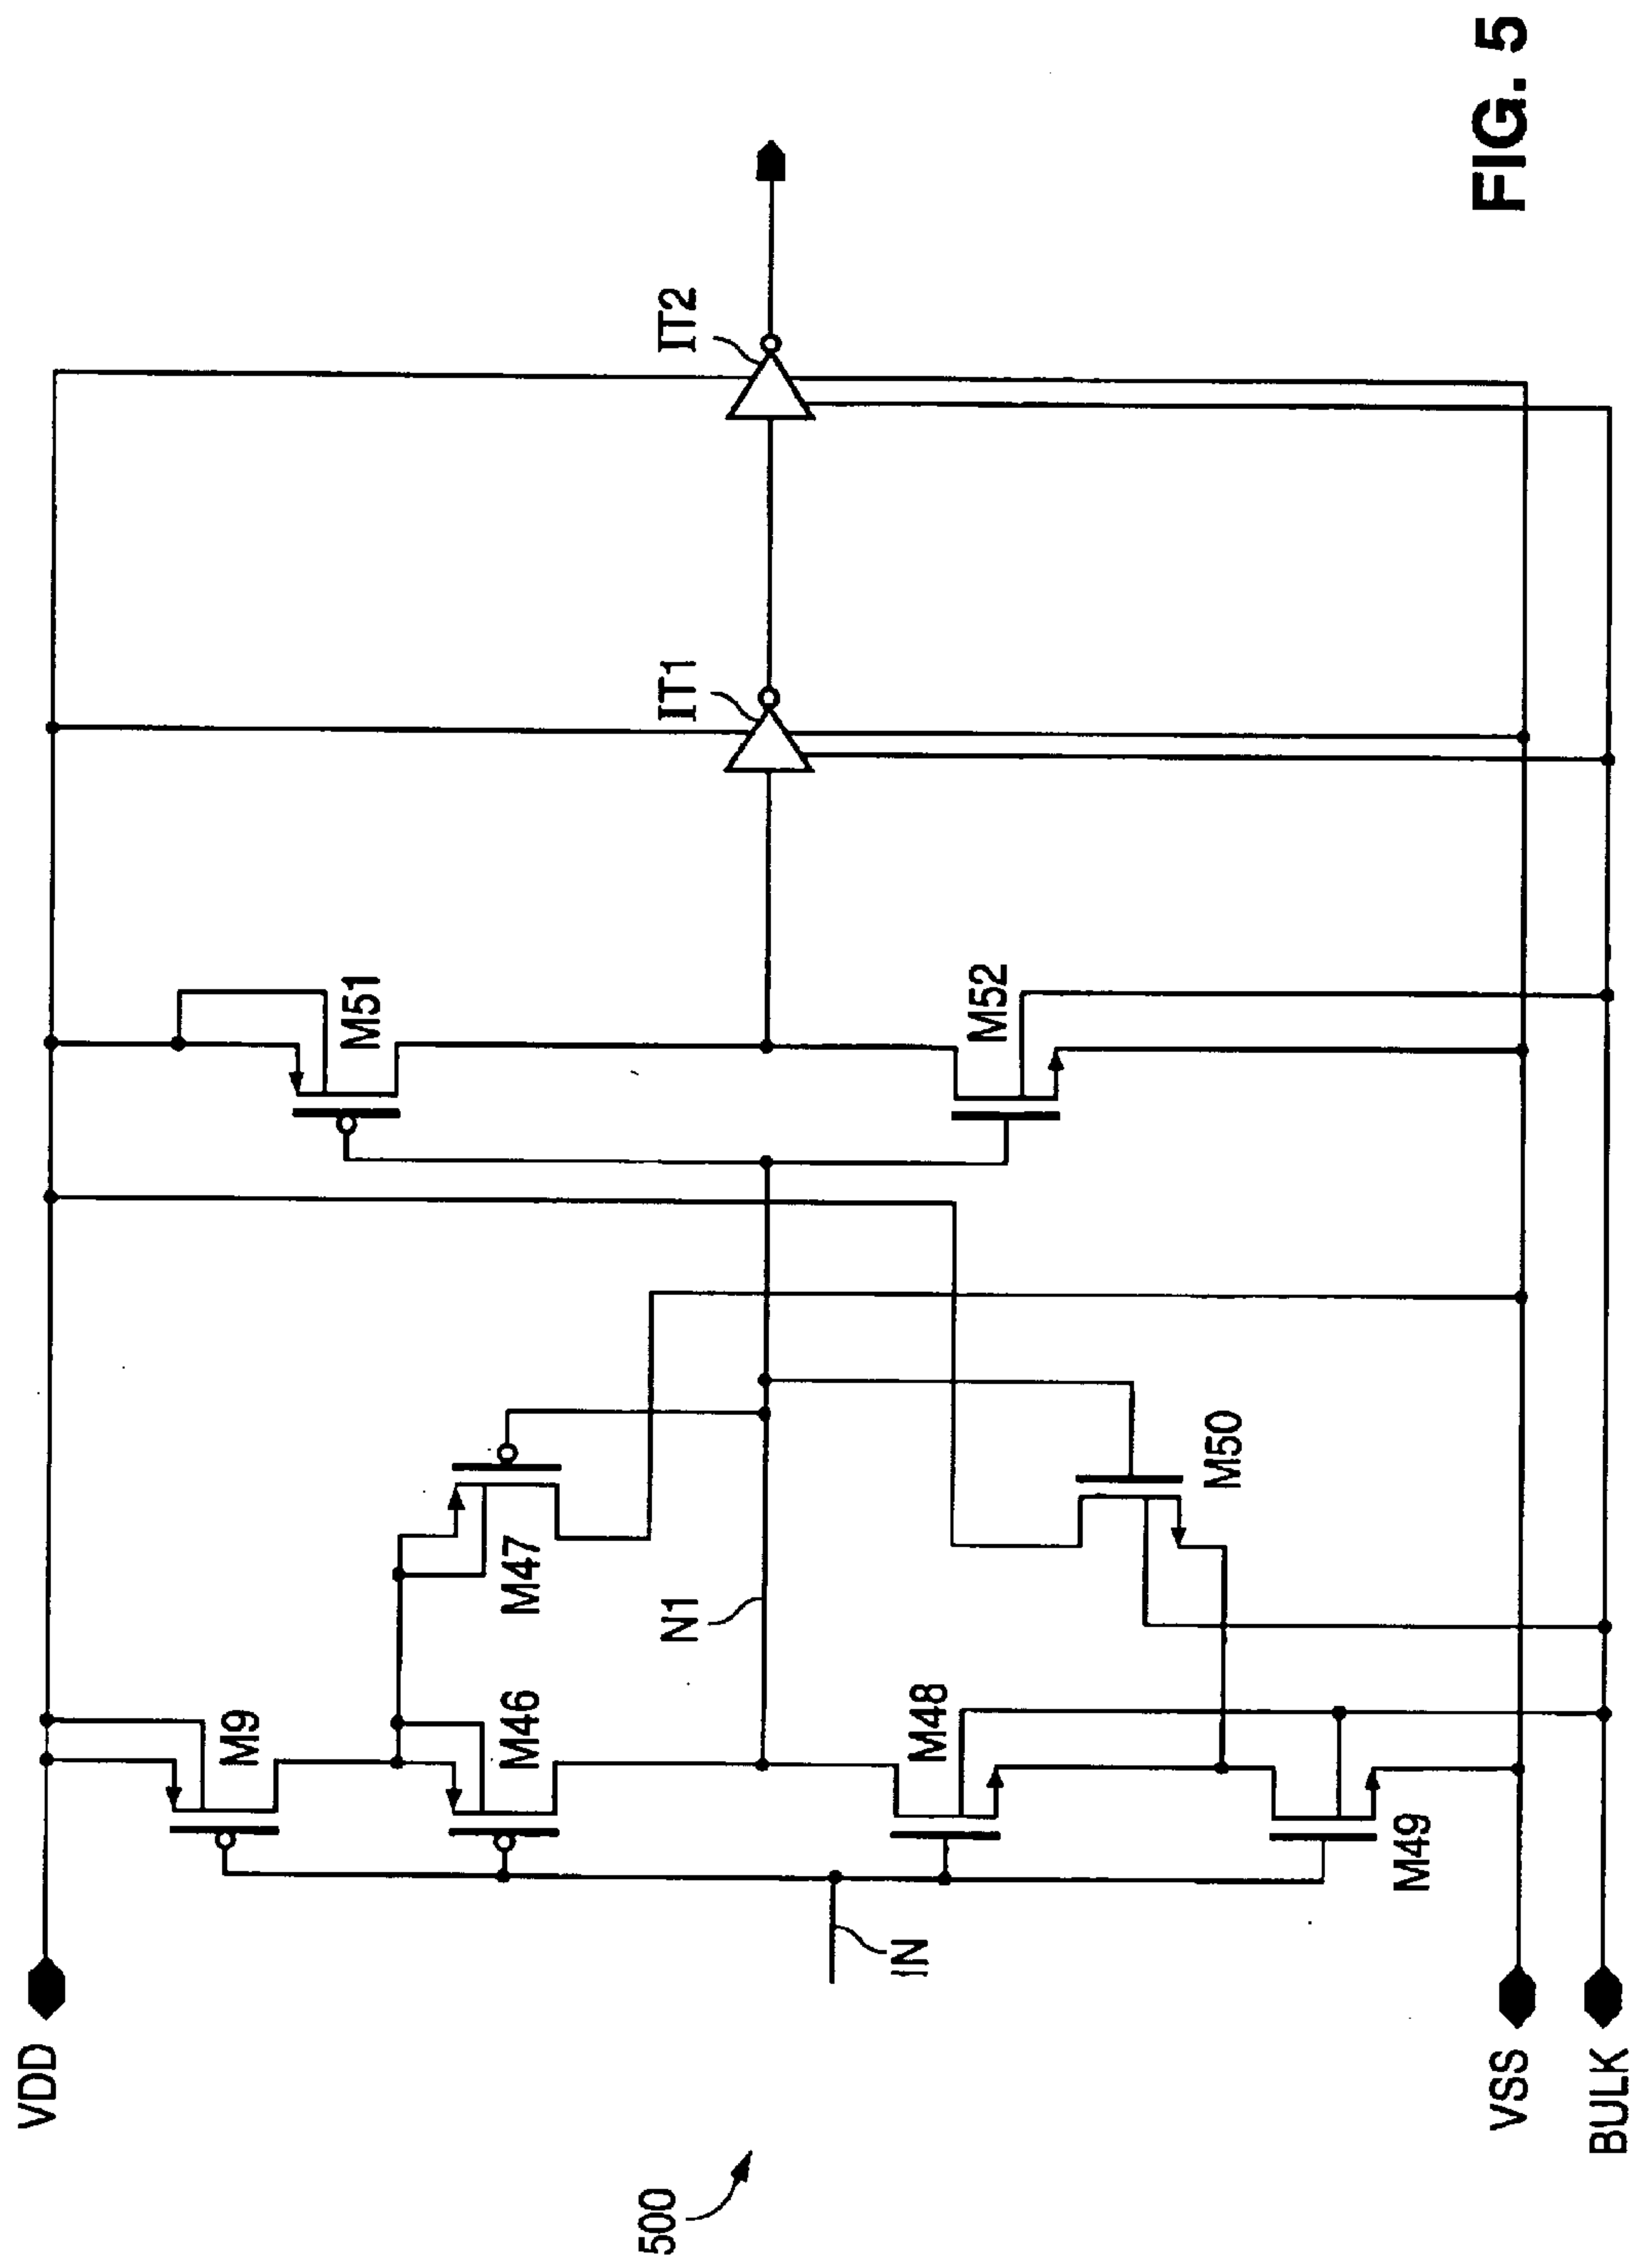 VDD
M9
M51
M46
M47
N1
IT1
IT2
IN
M48
M50
M52
M49
VSS
BULK
500
FIG. 5